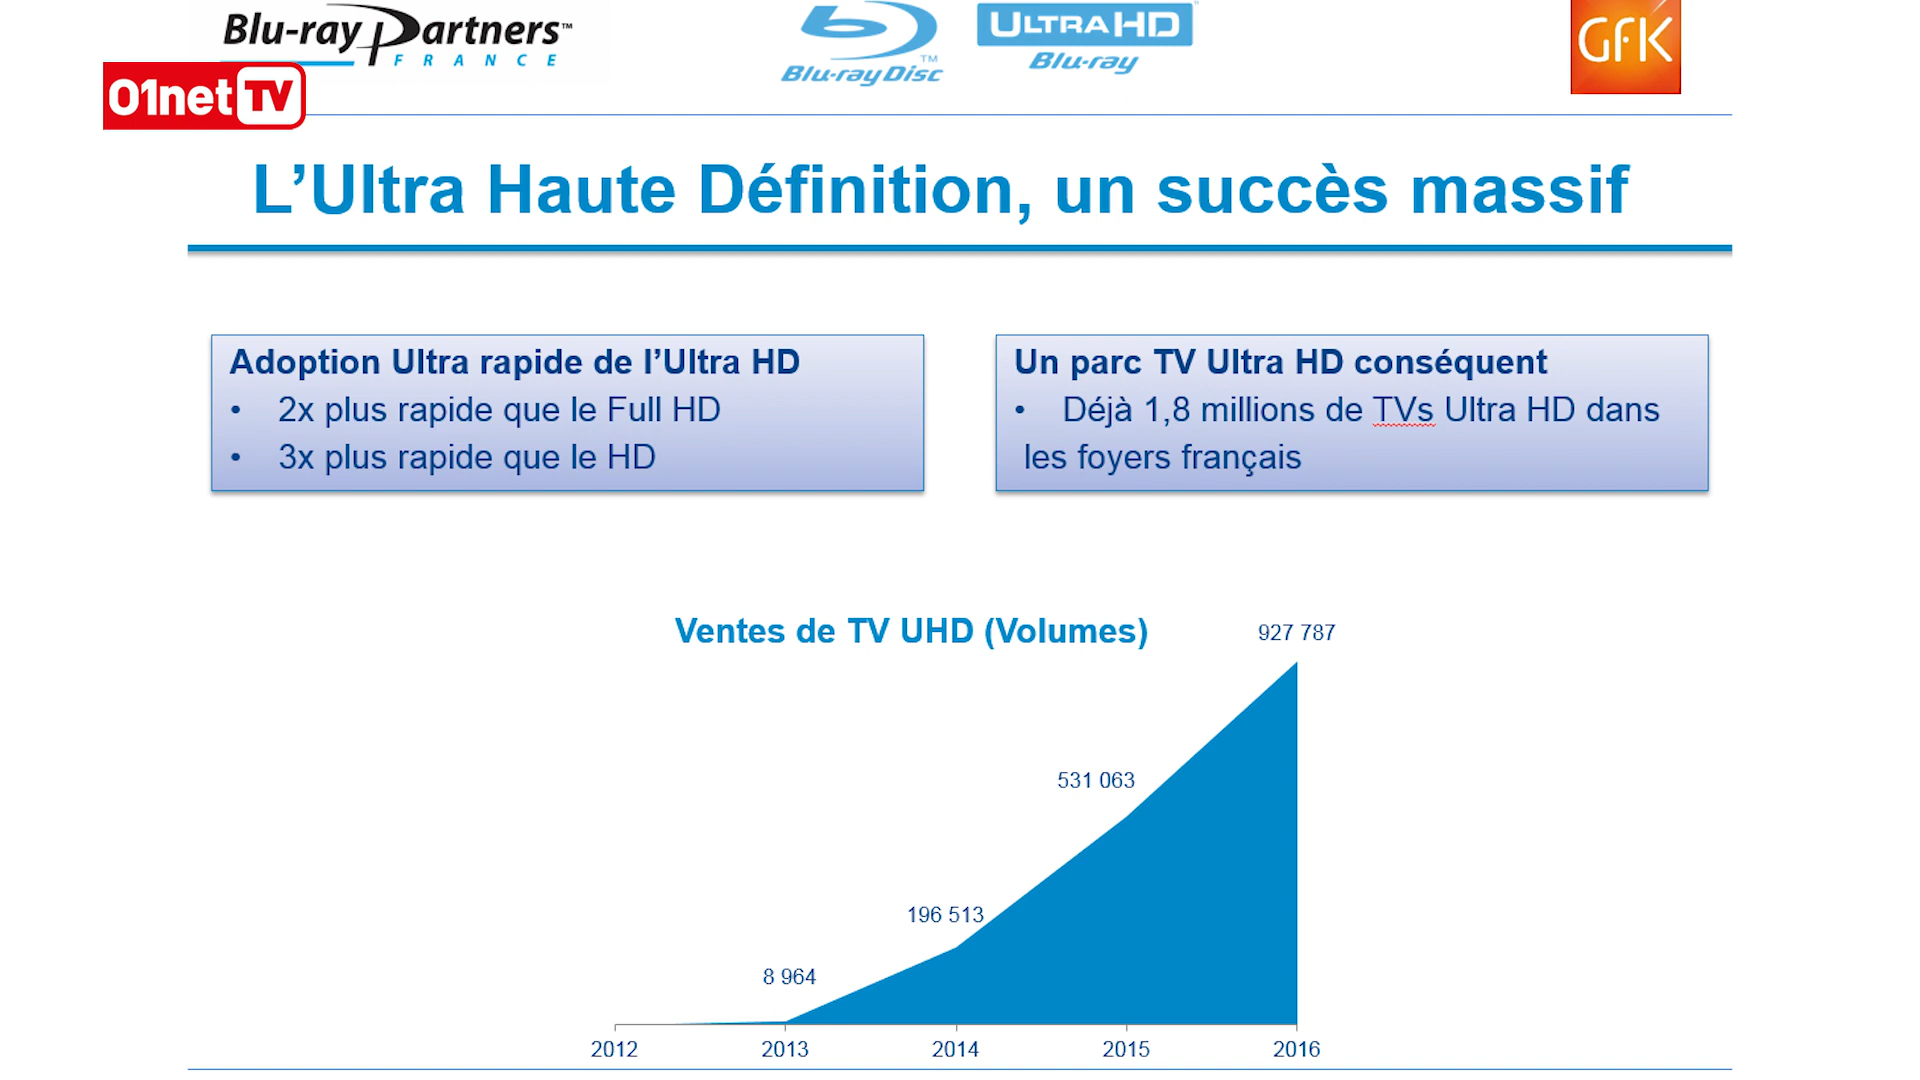 Blu-ray Partners™
FRANCE
01net TV
Blu-ray Disc™
ULTRA HD
Blu-ray
GfK
L’Ultra Haute Définition, un succès massif
Adoption Ultra rapide de l’Ultra HD
• 2x plus rapide que le Full HD
• 3x plus rapide que le HD
Un parc TV Ultra HD conséquent
• Déjà 1,8 millions de TVs Ultra HD dans
les foyers français
Ventes de TV UHD (Volumes)
927 787
531 063
196 513
8 964
2012 2013 2014 2015 2016